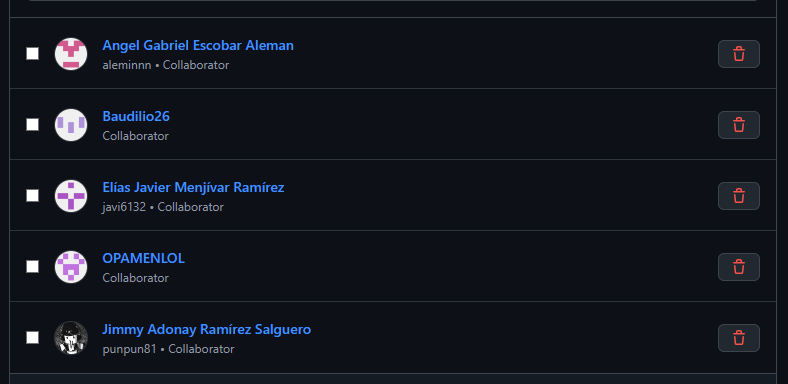 Angel Gabriel Escobar Aleman
aleminnn • Collaborator
Baudilio26
Collaborator
Elías Javier Menjívar Ramírez
javi6132 • Collaborator
OPAMENLOL
Collaborator
Jimmy Adonay Ramírez Salguero
punpun81 • Collaborator